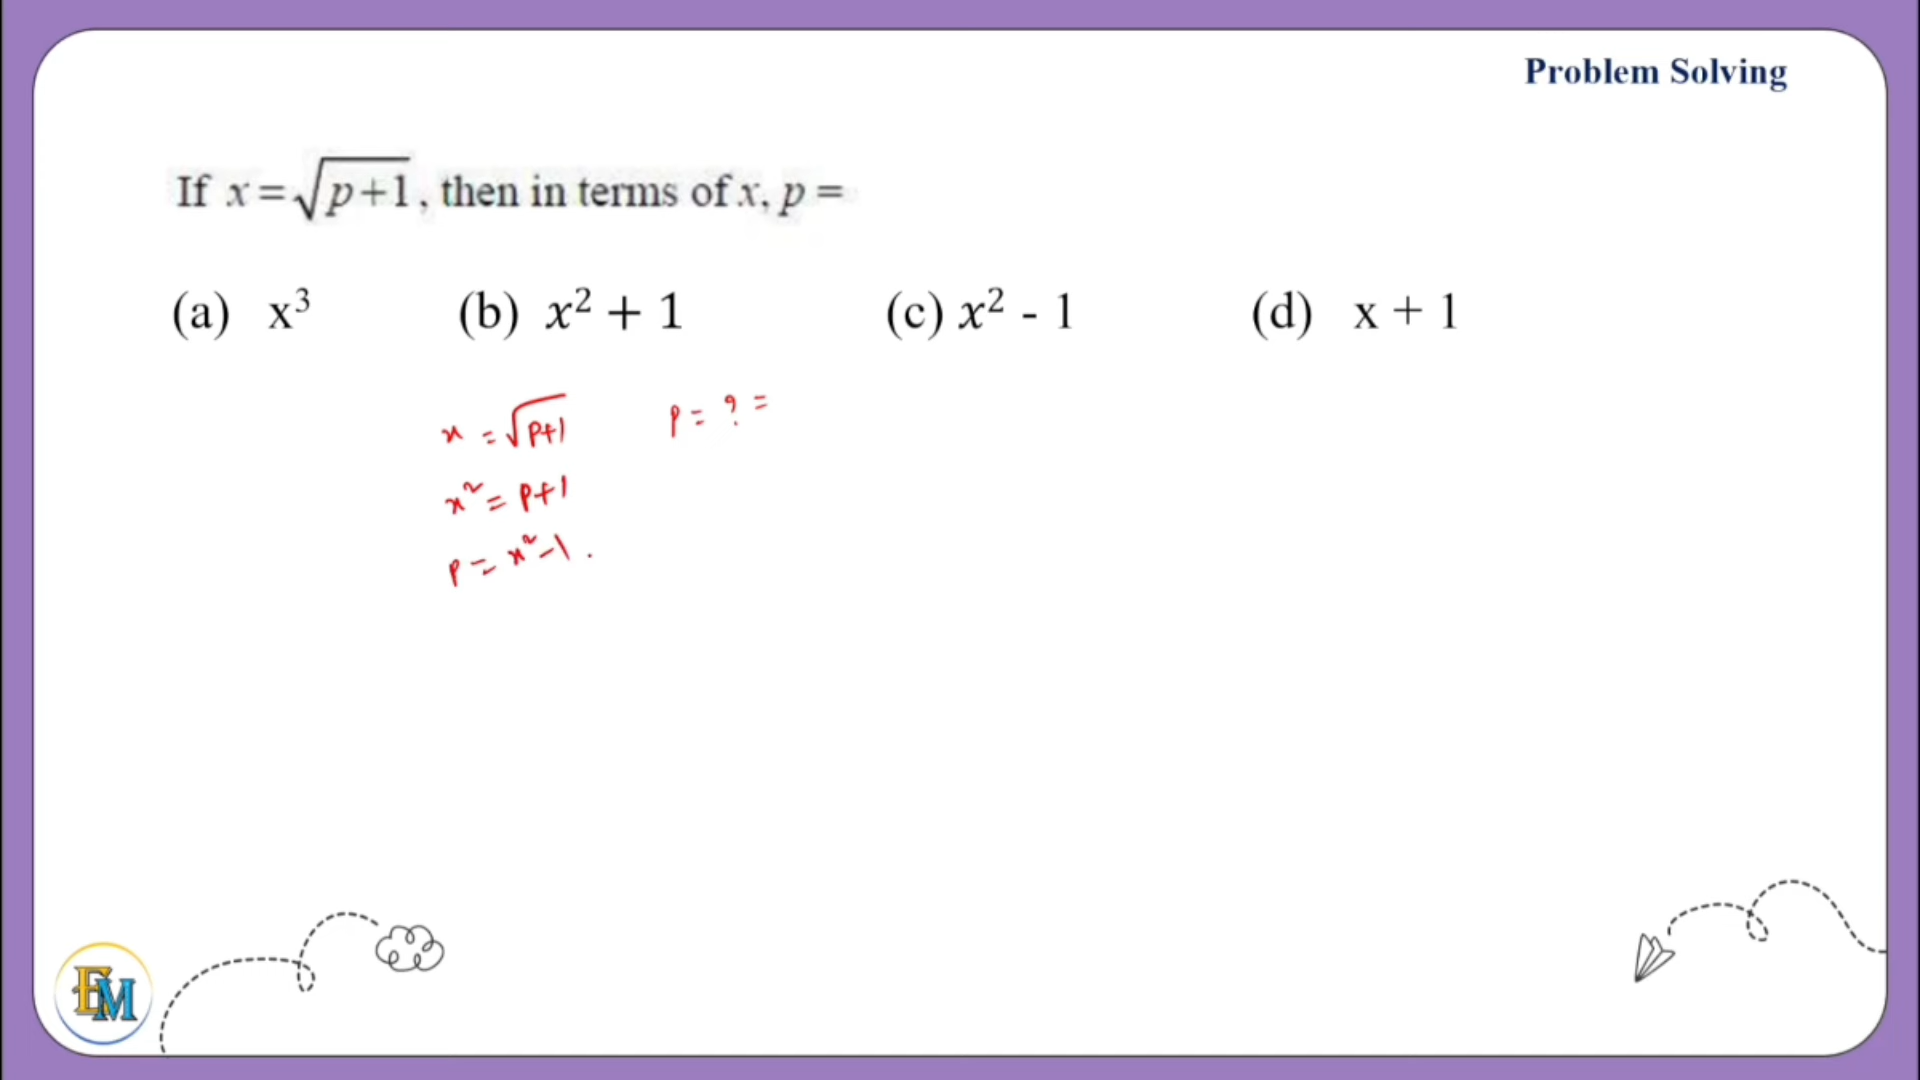 Problem Solving
If x = √p+1, then in terms of x, p =
(a) x³ (b) x² + 1 (c) x² - 1 (d) x + 1
x = √p+1 p = ? =
x² = p+1
p = x² - 1 .
EM